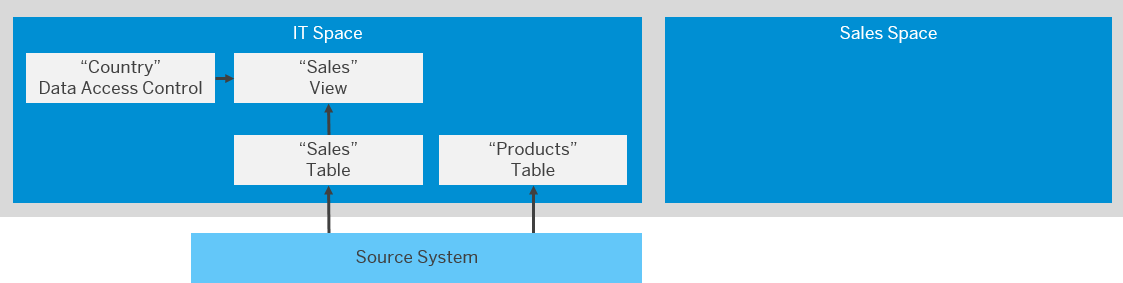 IT Space
Sales Space
“Country”
Data Access Control
“Sales”
View
“Sales”
Table
“Products”
Table
Source System